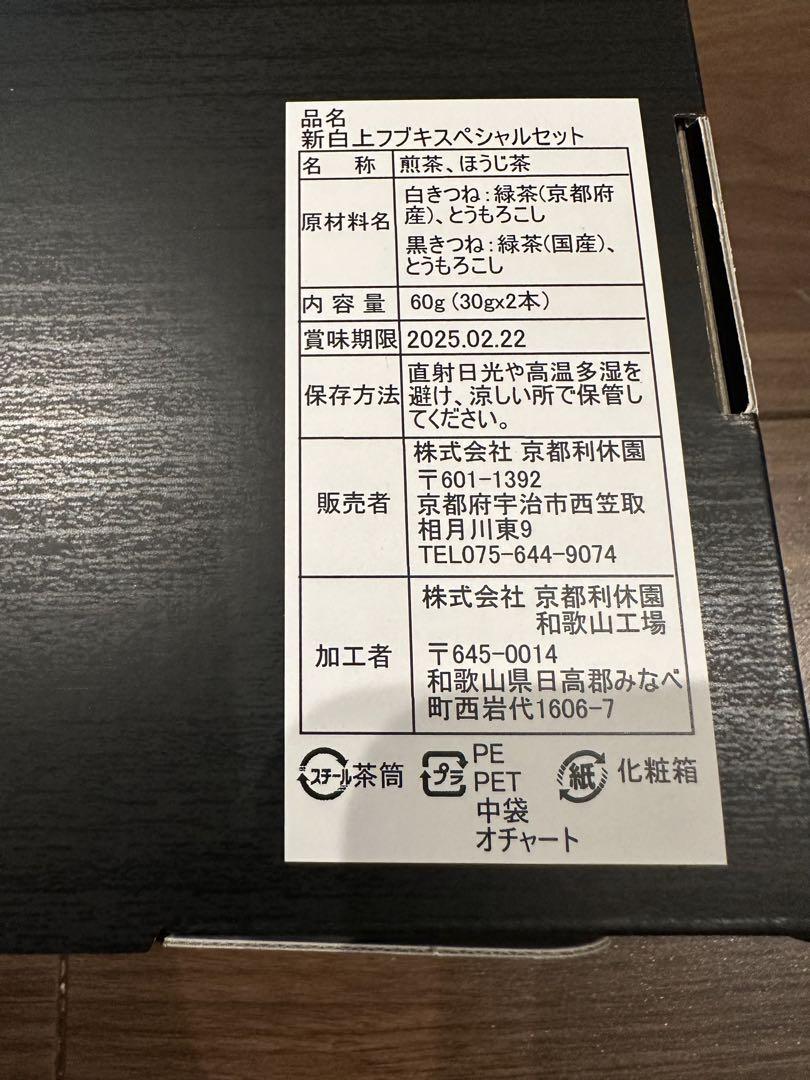 品名
新白上フブキスペシャルセット
名 称 煎茶、ほうじ茶
原材料名
白きつね：緑茶(京都府
産)、とうもろこし
黒きつね：緑茶(国産)、
とうもろこし
内容量 60g (30gx2本)
賞味期限 2025.02.22
保存方法
直射日光や高温多湿を
避け、涼しい所で保管し
てください。
販売者
株式会社 京都利休園
〒601-1392
京都府宇治市西笠取
相月川東9
TEL075-644-9074
加工者
株式会社 京都利休園
和歌山工場
〒645-0014
和歌山県日高郡みなべ
町西岩代1606-7
スチール 茶筒
プラ PE
PET
中袋
オチャート
紙 化粧箱